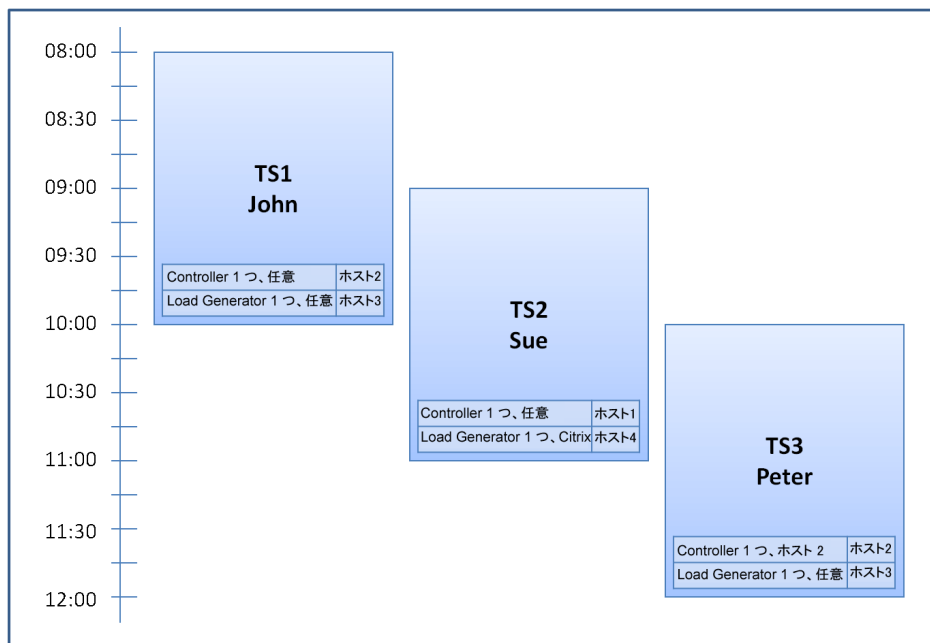 08:00
08:30
09:00
09:30
10:00
10:30
11:00
11:30
12:00
TS1
John
Controller 1 つ、任意 ホスト2
Load Generator 1 つ、任意 ホスト3
TS2
Sue
Controller 1 つ、任意 ホスト1
Load Generator 1 つ、Citrix ホスト4
TS3
Peter
Controller 1 つ、ホスト 2 ホスト2
Load Generator 1 つ、任意 ホスト3